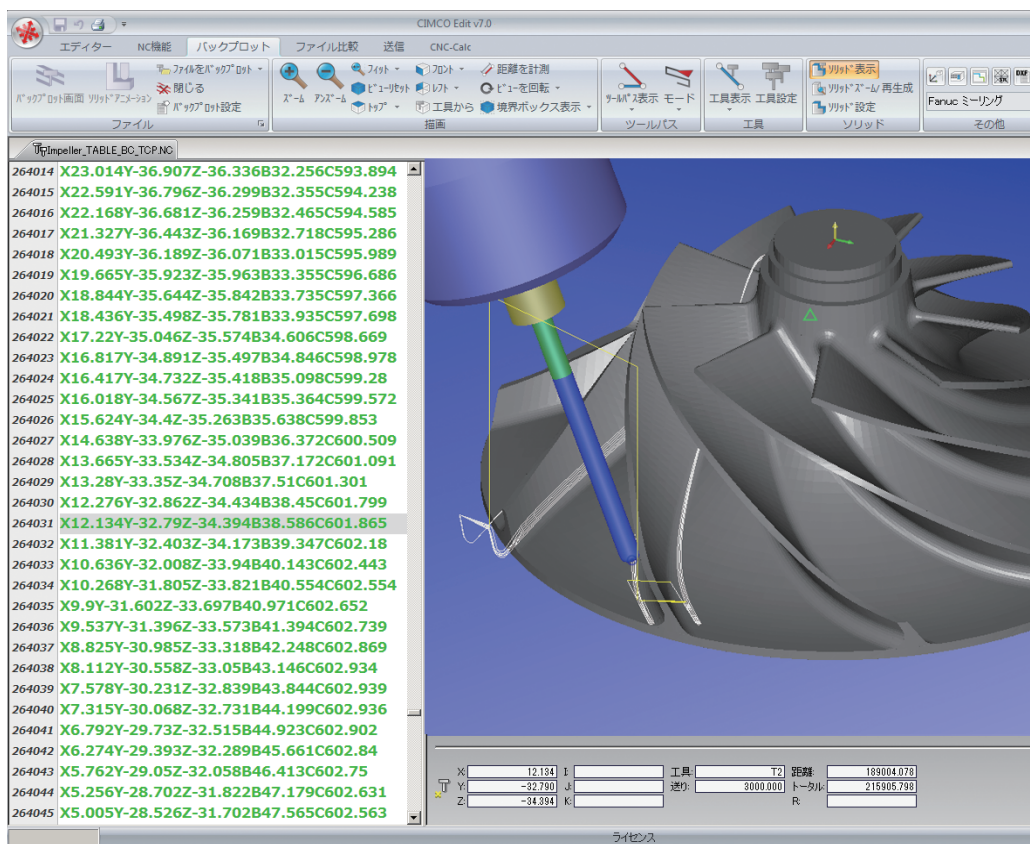 CIMCO Edit v7.0
エディター NC機能 バックプロット ファイル比較 送信 CNC-Calc
バックプロット画面 ソリッドアニメーション ファイルをバックプロット 閉じる バックプロット設定
ズーム アンズーム フィット ビューリセット トップ フロント レフト 工具から 距離を計測 ビューを回転 境界ボックス表示
ツールパス表示 モード 工具表示 工具設定 ソリッド表示 ソリッドズーム/再生成 ソリッド設定 DXF Fanuc ミーリング
ファイル 描画 ツールパス 工具 ソリッド その他
Impeller_TABLE_BC_TCP.NC
264014 X23.014Y-36.907Z-36.336B32.256C593.894
264015 X22.591Y-36.796Z-36.299B32.355C594.238
264016 X22.168Y-36.681Z-36.259B32.465C594.585
264017 X21.327Y-36.443Z-36.169B32.718C595.286
264018 X20.493Y-36.189Z-36.071B33.015C595.989
264019 X19.665Y-35.923Z-35.963B33.355C596.686
264020 X18.844Y-35.644Z-35.842B33.735C597.366
264021 X18.436Y-35.498Z-35.781B33.935C597.698
264022 X17.22Y-35.046Z-35.574B34.606C598.669
264023 X16.817Y-34.891Z-35.497B34.846C598.978
264024 X16.417Y-34.732Z-35.418B35.098C599.28
264025 X16.018Y-34.567Z-35.341B35.364C599.572
264026 X15.624Y-34.4Z-35.263B35.638C599.853
264027 X14.638Y-33.976Z-35.039B36.372C600.509
264028 X13.665Y-33.534Z-34.805B37.172C601.091
264029 X13.28Y-33.35Z-34.708B37.51C601.301
264030 X12.276Y-32.862Z-34.434B38.45C601.799
264031 X12.134Y-32.79Z-34.394B38.586C601.865
264032 X11.381Y-32.403Z-34.173B39.347C602.18
264033 X10.636Y-32.008Z-33.94B40.143C602.443
264034 X10.268Y-31.805Z-33.821B40.554C602.554
264035 X9.9Y-31.602Z-33.697B40.971C602.652
264036 X9.537Y-31.396Z-33.573B41.394C602.739
264037 X8.825Y-30.985Z-33.318B42.248C602.869
264038 X8.112Y-30.558Z-33.05B43.146C602.934
264039 X7.578Y-30.231Z-32.839B43.844C602.939
264040 X7.315Y-30.068Z-32.731B44.199C602.936
264041 X6.792Y-29.73Z-32.515B44.923C602.902
264042 X6.274Y-29.393Z-32.289B45.661C602.84
264043 X5.762Y-29.05Z-32.058B46.413C602.75
264044 X5.256Y-28.702Z-31.822B47.179C602.631
264045 X5.005Y-28.526Z-31.702B47.565C602.563
X: 12.134 I: 工具: T2 距離: 189004.078
Y: -32.790 J: 送り: 3000.000 トータル: 215905.798
Z: -34.394 K: R:
ライセンス